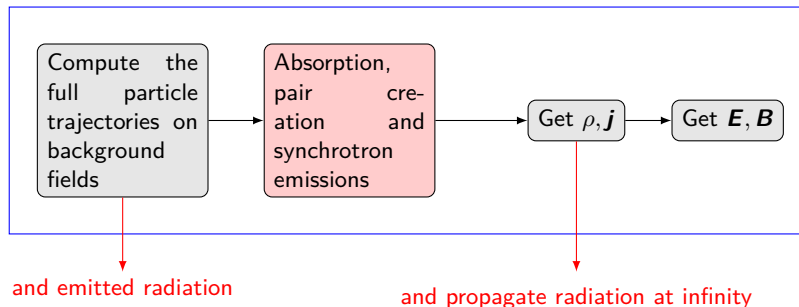 Compute the
full particle
trajectories on
background
fields
Absorption,
pair cre-
ation and
synchrotron
emissions
Get ρ, j
Get E, B
and emitted radiation
and propagate radiation at infinity